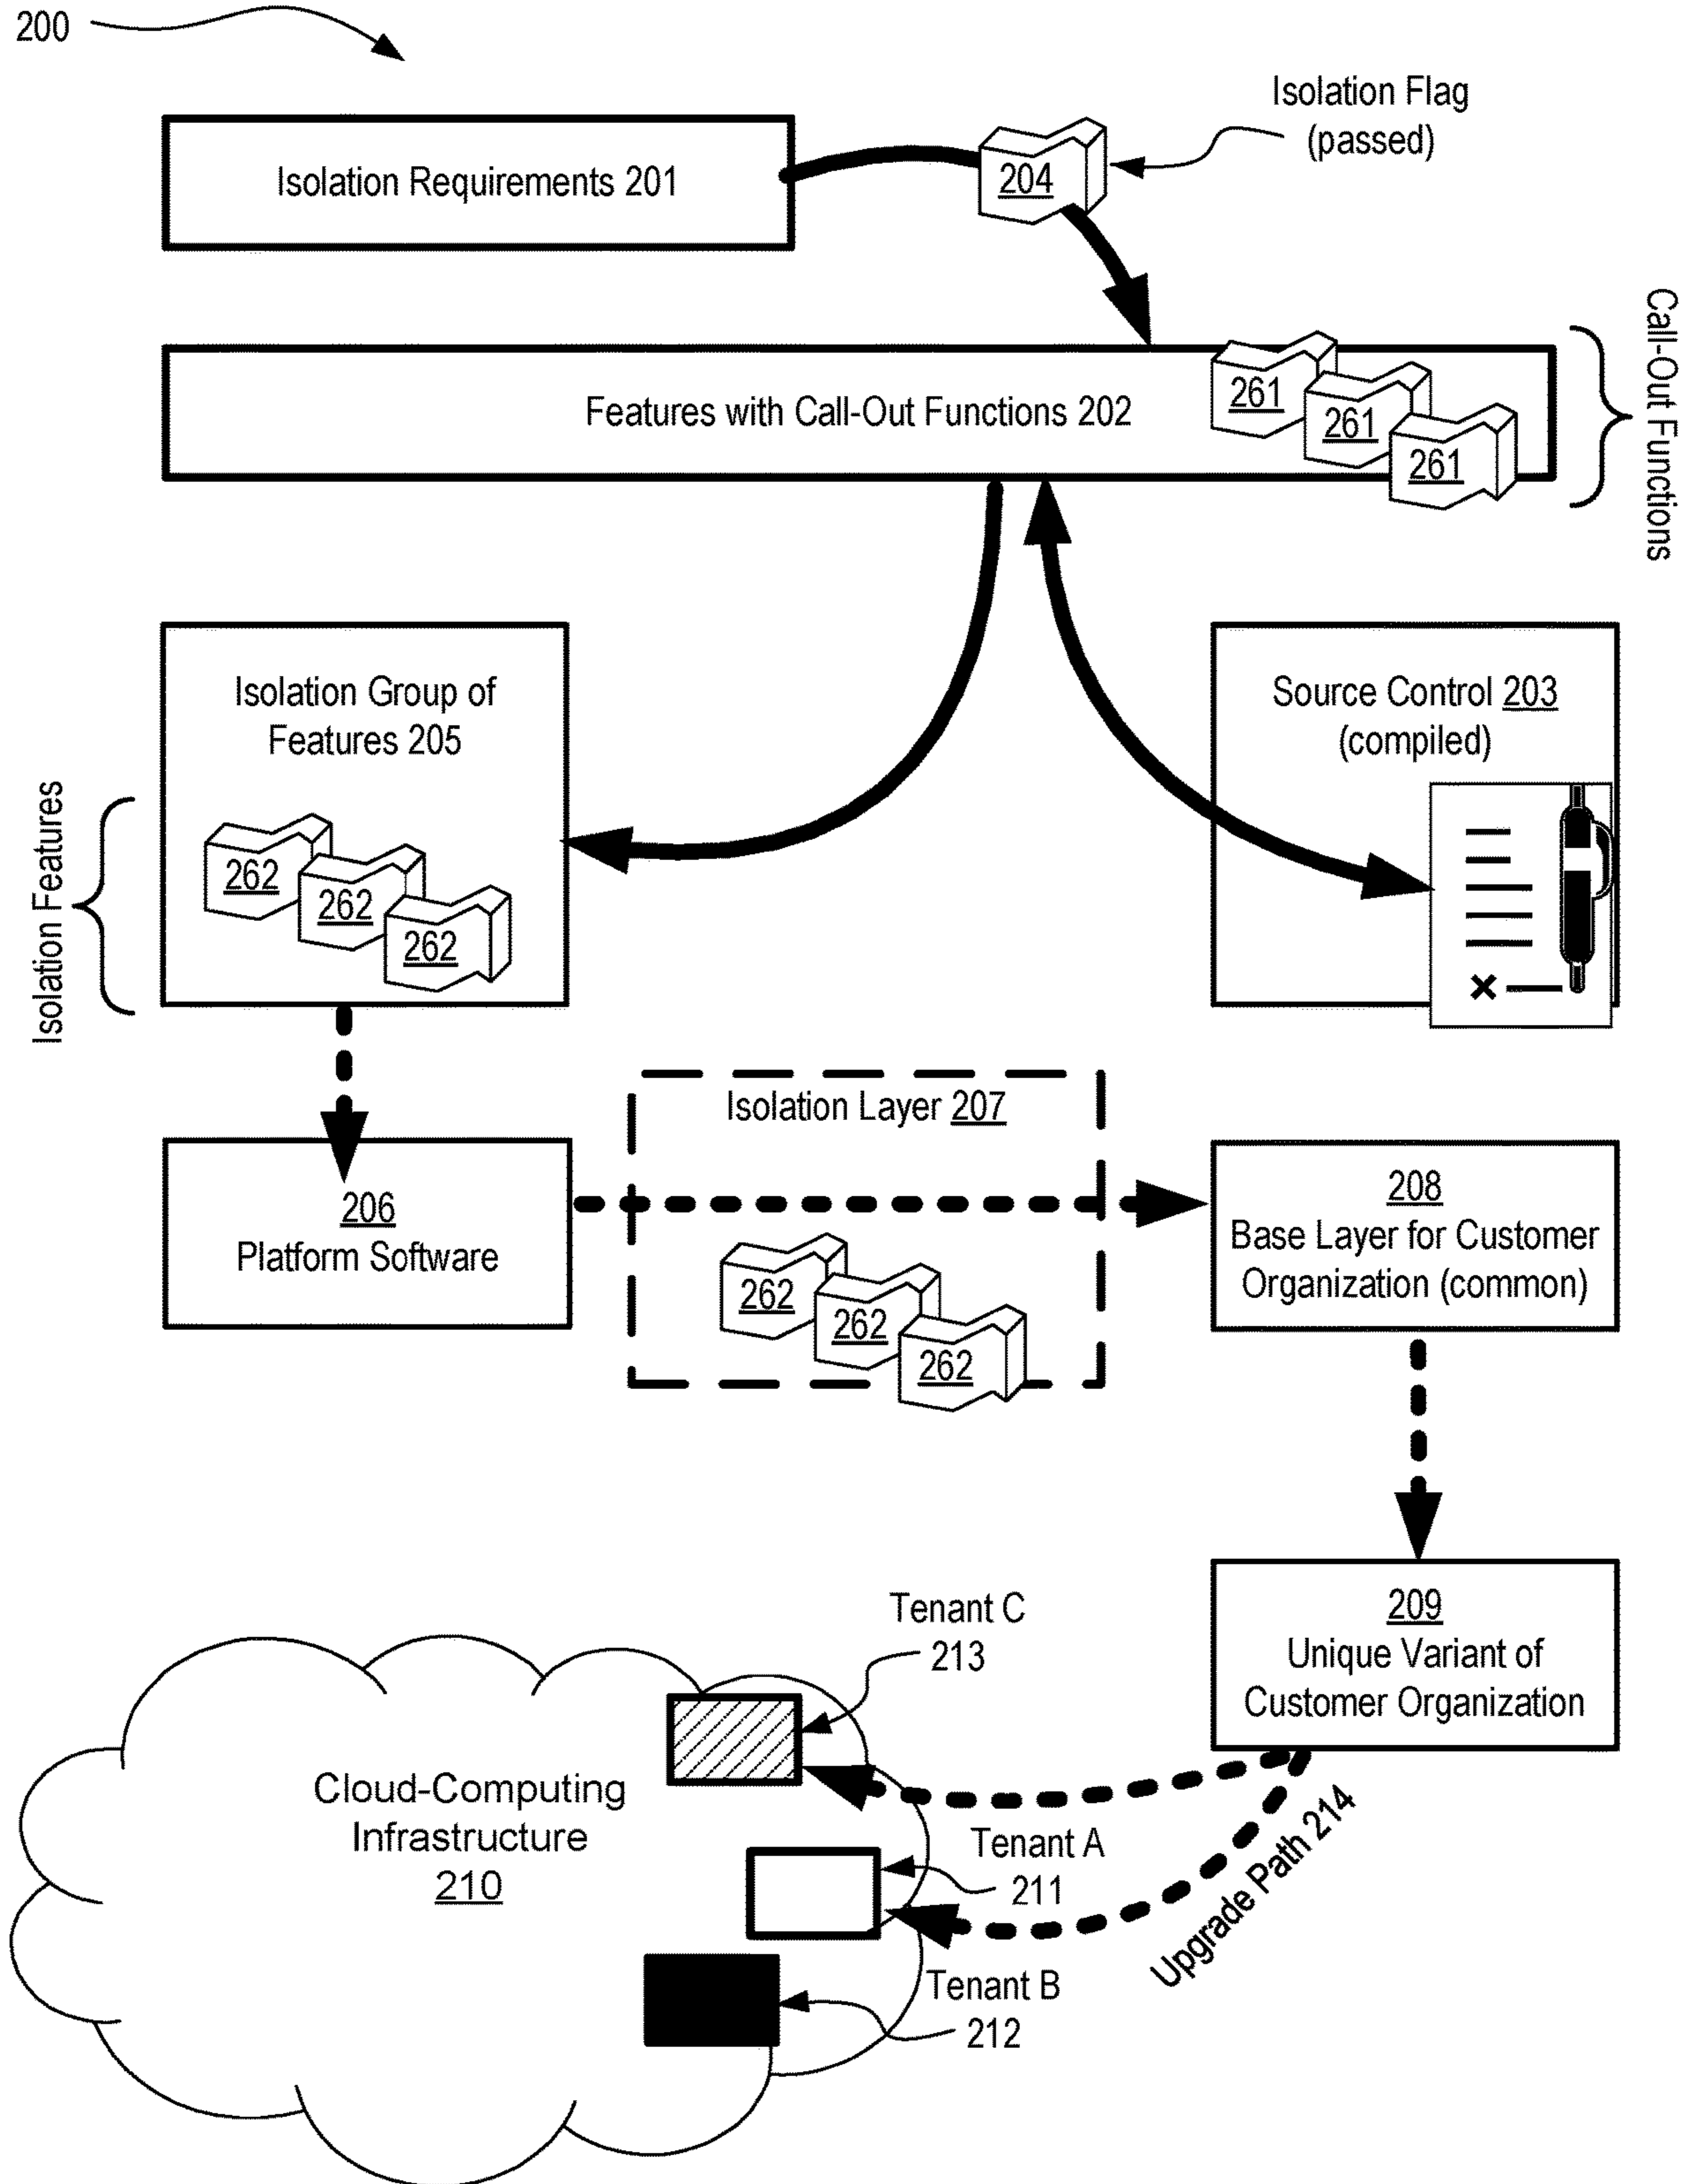 200
Isolation Flag
(passed)
Isolation Requirements 201
204
Call-Out Functions
Features with Call-Out Functions 202
261
261
261
Isolation Group of
Features 205
Source Control 203
(compiled)
Isolation Features
262
262
262
Isolation Layer 207
206
Platform Software
208
Base Layer for Customer
Organization (common)
262
262
262
209
Unique Variant of
Customer Organization
Tenant C
213
Cloud-Computing
Infrastructure
210
Tenant A
211
Upgrade Path 214
Tenant B
212